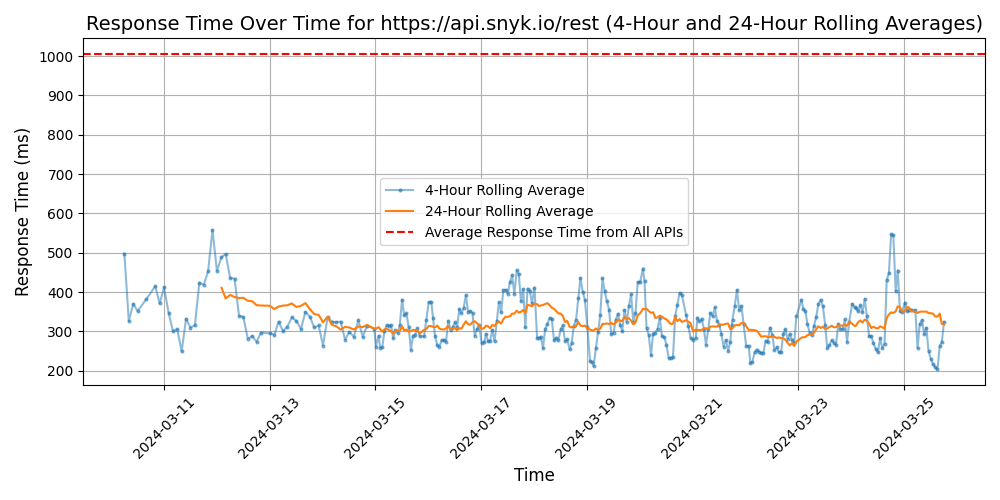 Response Time Over Time for https://api.snyk.io/rest (4-Hour and 24-Hour Rolling Averages)
Response Time (ms)
1000
900
800
700
600
500
400
300
200
4-Hour Rolling Average
24-Hour Rolling Average
Average Response Time from All APIs
2024-03-11
2024-03-13
2024-03-15
2024-03-17
2024-03-19
2024-03-21
2024-03-23
2024-03-25
Time